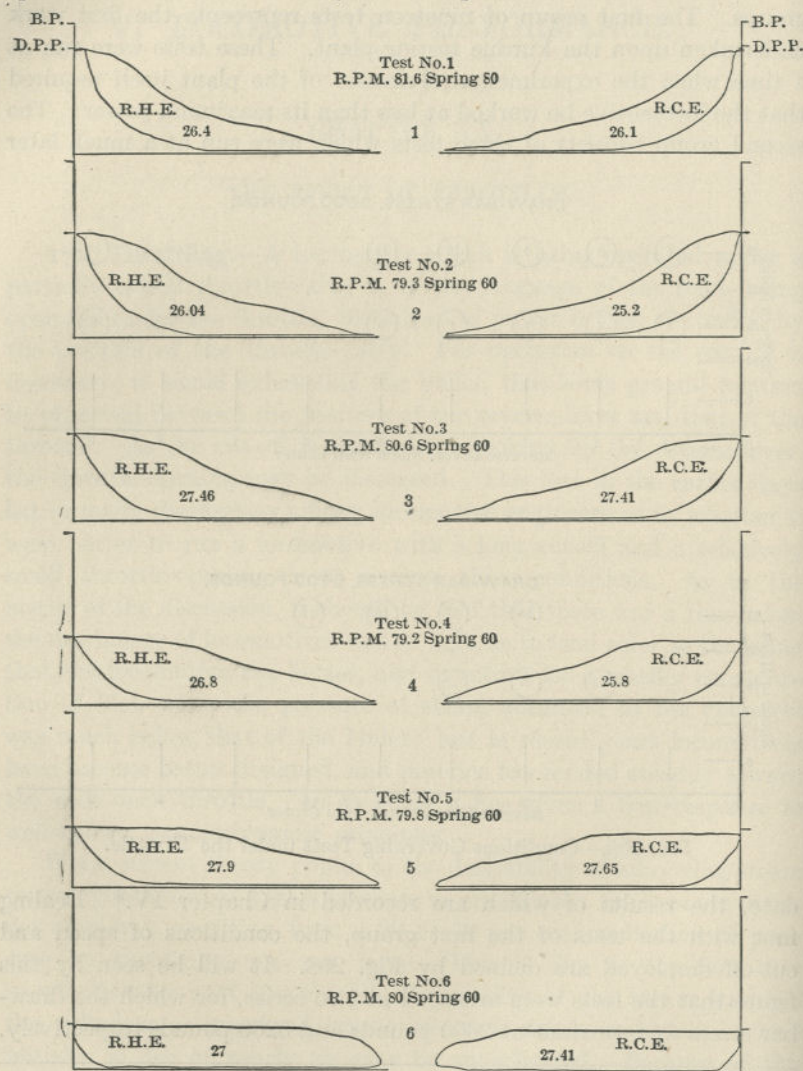 B.P. B.P.
D.P.P. D.P.P.
Test No.1
R.P.M. 81.6 Spring 80
R.H.E. R.C.E.
26.4 1 26.1
Test No.2
R.P.M. 79.3 Spring 60
R.H.E. R.C.E.
26.04 2 25.2
Test No.3
R.P.M. 80.6 Spring 60
R.H.E. R.C.E.
27.46 3 27.41
Test No.4
R.P.M. 79.2 Spring 60
R.H.E. R.C.E.
26.8 4 25.8
Test No.5
R.P.M. 79.8 Spring 60
R.H.E. R.C.E.
27.9 5 27.65
Test No.6
R.P.M. 80 Spring 60
R.H.E. 6 R.C.E.
27 27.41